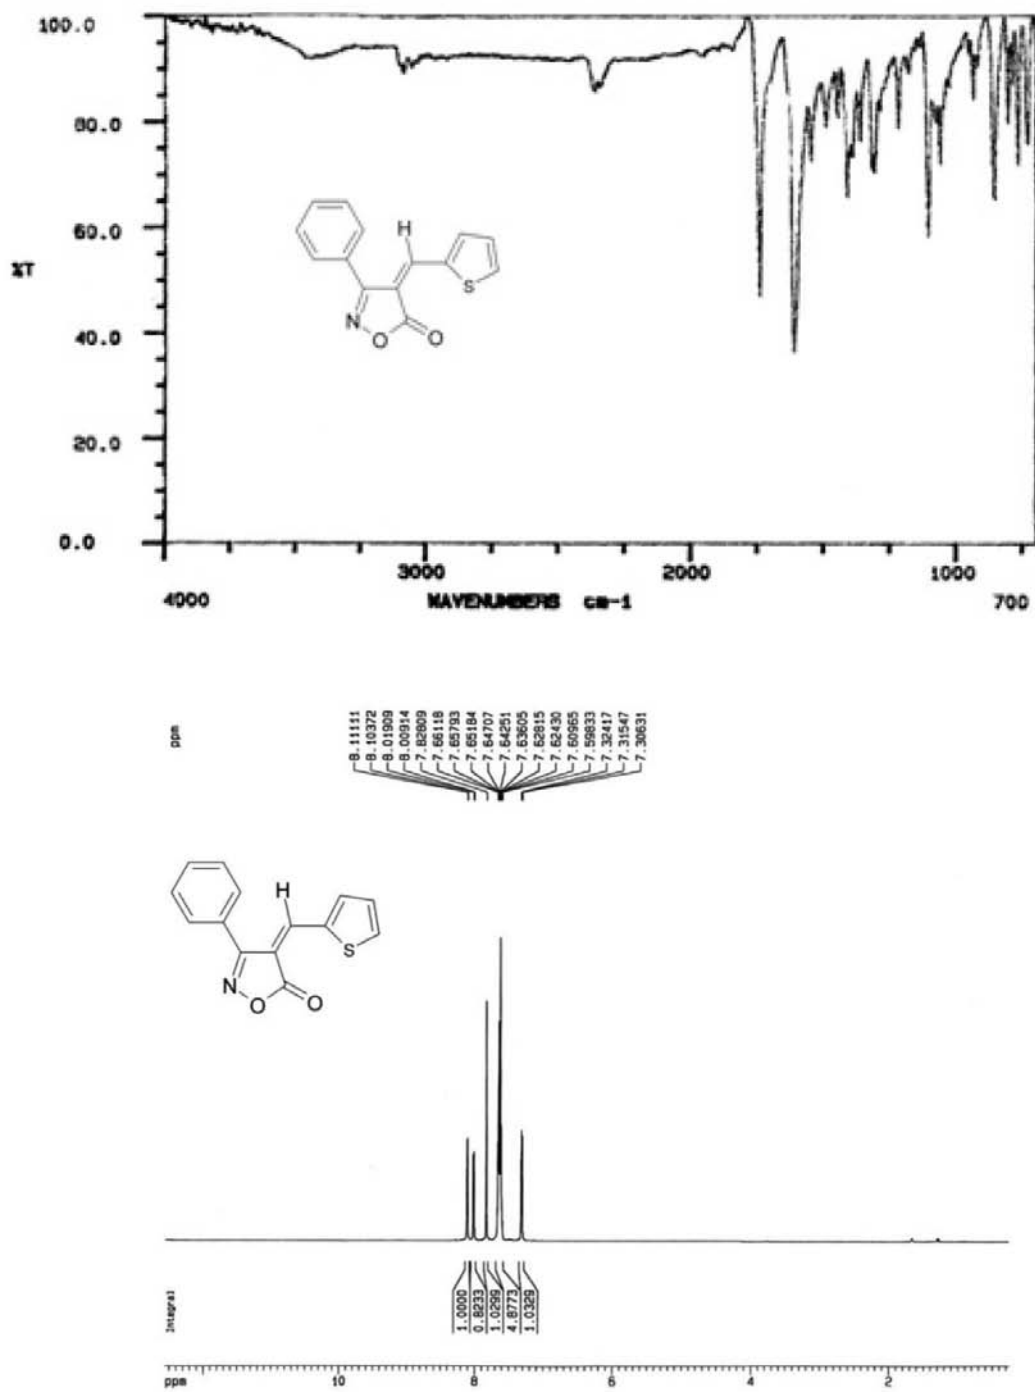 100.0
80.0
60.0
%T
40.0
20.0
0.0
3000
2000
1000
4000
WAVENUMBERS cm-1
700
H
S
N
O
O
ppm
8.11111
8.10372
8.01909
8.00914
7.82809
7.66118
7.65793
7.65184
7.64707
7.64251
7.63605
7.62815
7.62430
7.60965
7.59833
7.32417
7.31547
7.30631
H
S
N
O
O
Integral
1.0000
0.8233
1.0299
4.8773
1.0329
ppm
10
8
6
4
2